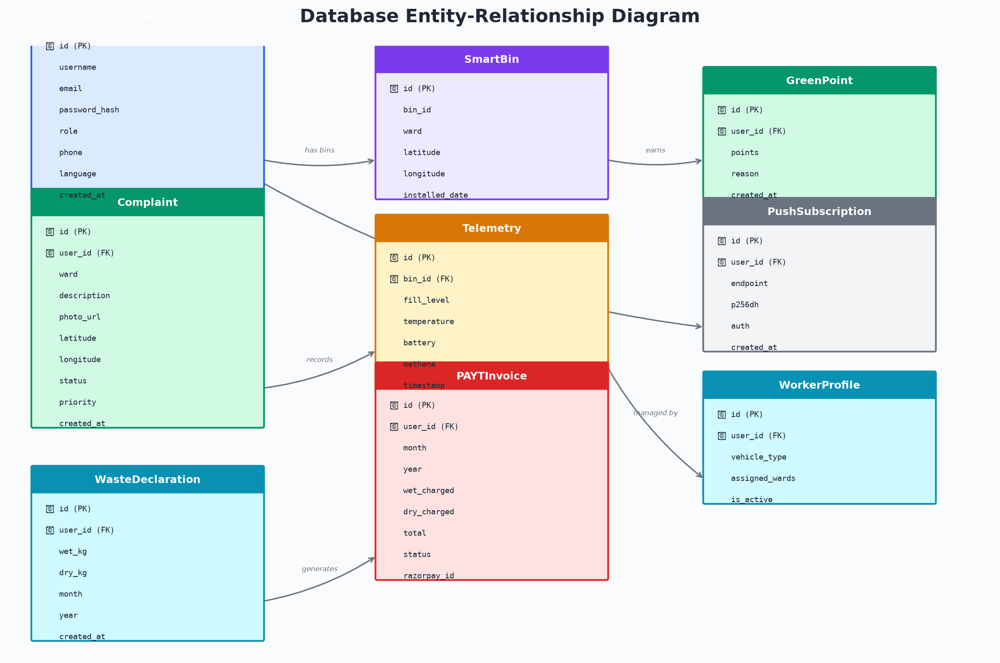 Database Entity-Relationship Diagram
User
id (PK)
username
email
password_hash
role
phone
language
created_at
Complaint
id (PK)
user_id (FK)
ward
description
photo_url
latitude
longitude
status
priority
created_at
WasteDeclaration
id (PK)
user_id (FK)
wet_kg
dry_kg
month
year
created_at
has bins
records
generates
SmartBin
id (PK)
bin_id
ward
latitude
longitude
installed_date
Telemetry
id (PK)
bin_id (FK)
fill_level
temperature
battery
methane
timestamp
PAYTInvoice
id (PK)
user_id (FK)
month
year
wet_charged
dry_charged
total
status
razorpay_id
earns
managed by
GreenPoint
id (PK)
user_id (FK)
points
reason
created_at
PushSubscription
id (PK)
user_id (FK)
endpoint
p256dh
auth
created_at
WorkerProfile
id (PK)
user_id (FK)
vehicle_type
assigned_wards
is_active